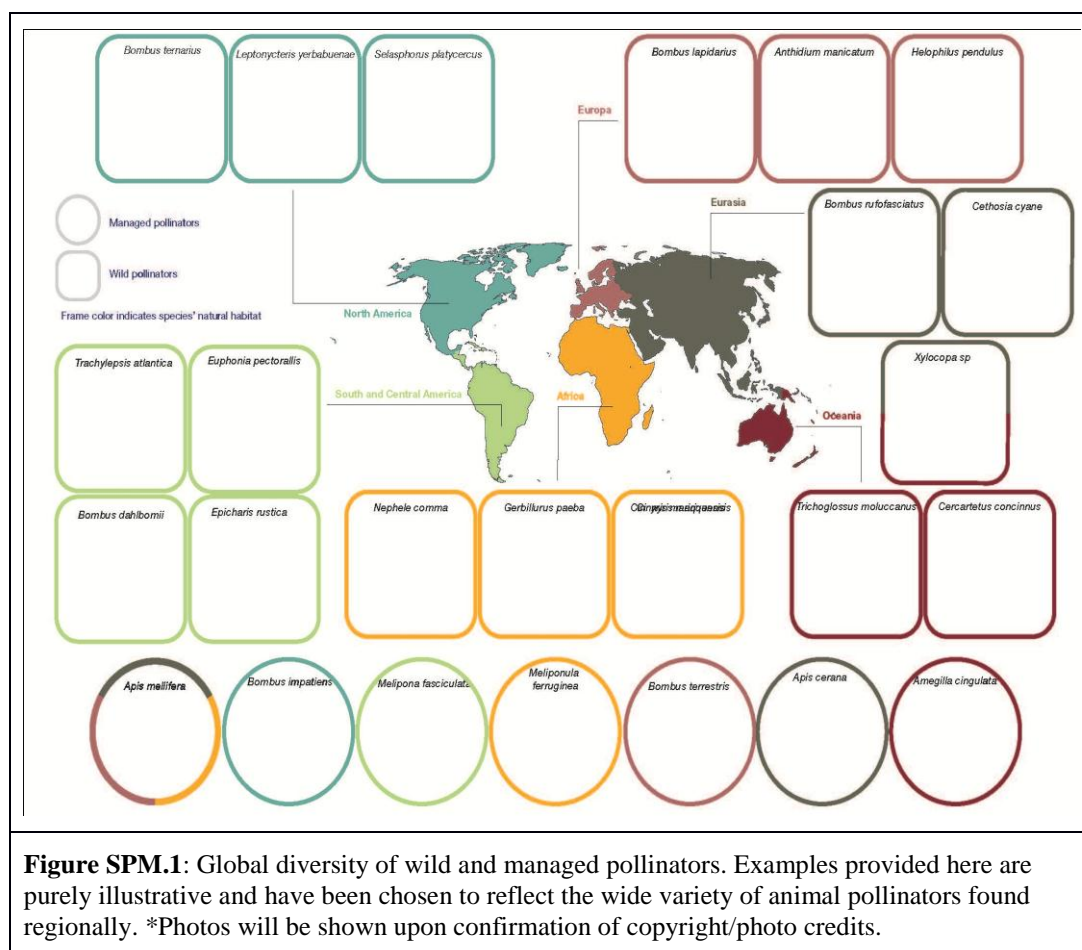 Bombus ternarius
Leptonycteris yerbabuenae
Selasphorus platycercus
Bombus lapidarius
Anthidium manicatum
Helophilus pendulus
Europa
Eurasia
Bombus rufofasciatus
Cethosia cyane
Managed pollinators
Wild pollinators
Frame color indicates species' natural habitat
North America
Trachylepsis atlantica
Euphonia pectorallis
Xylocopa sp
South and Central America
Africa
Oceania
Bombus dahlbomii
Epicharis rustica
Nephele comma
Gerbillurus paeba
Trichoglossus moluccanus
Cercartetus concinnus
Apis mellifera
Bombus impatiens
Melipona fasciculata
Meliponula
ferruginea
Bombus terrestris
Apis cerana
Amegilla cingulata
Figure SPM.1: Global diversity of wild and managed pollinators. Examples provided here are
purely illustrative and have been chosen to reflect the wide variety of animal pollinators found
regionally. *Photos will be shown upon confirmation of copyright/photo credits.